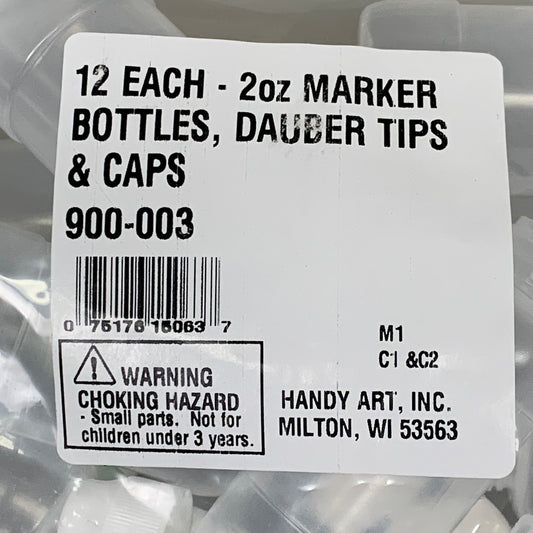 12 EACH - 2oz MARKER
BOTTLES, DAUBER TIPS
& CAPS
900-003
0 75176 15063 7
M1
C1 &C2
WARNING
CHOKING HAZARD
- Small parts. Not for
children under 3 years.
HANDY ART, INC.
MILTON, WI 53563